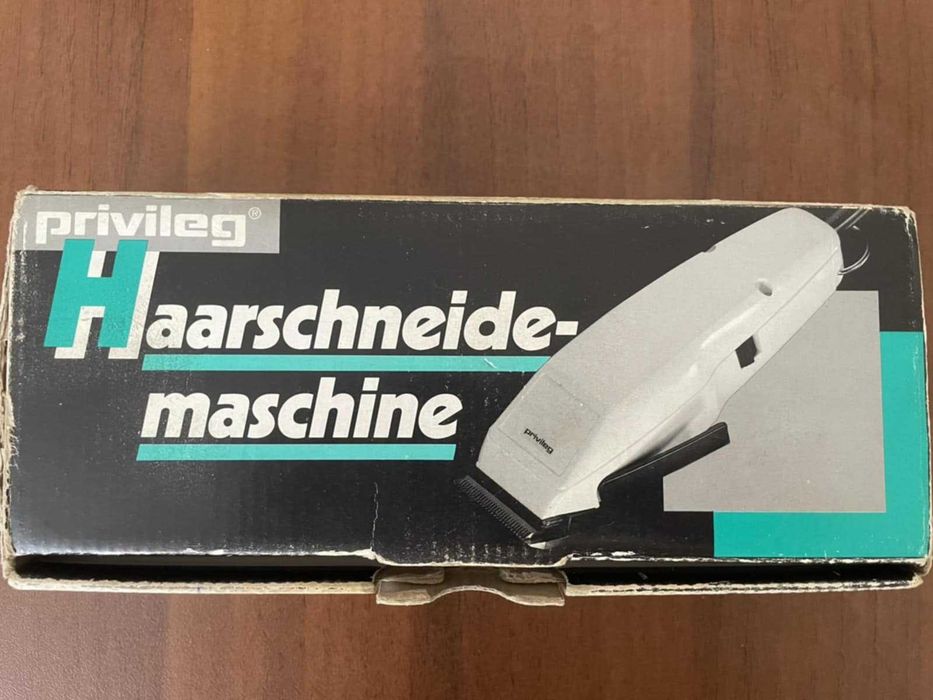 privileg®
Haarschneide-
maschine
privileg